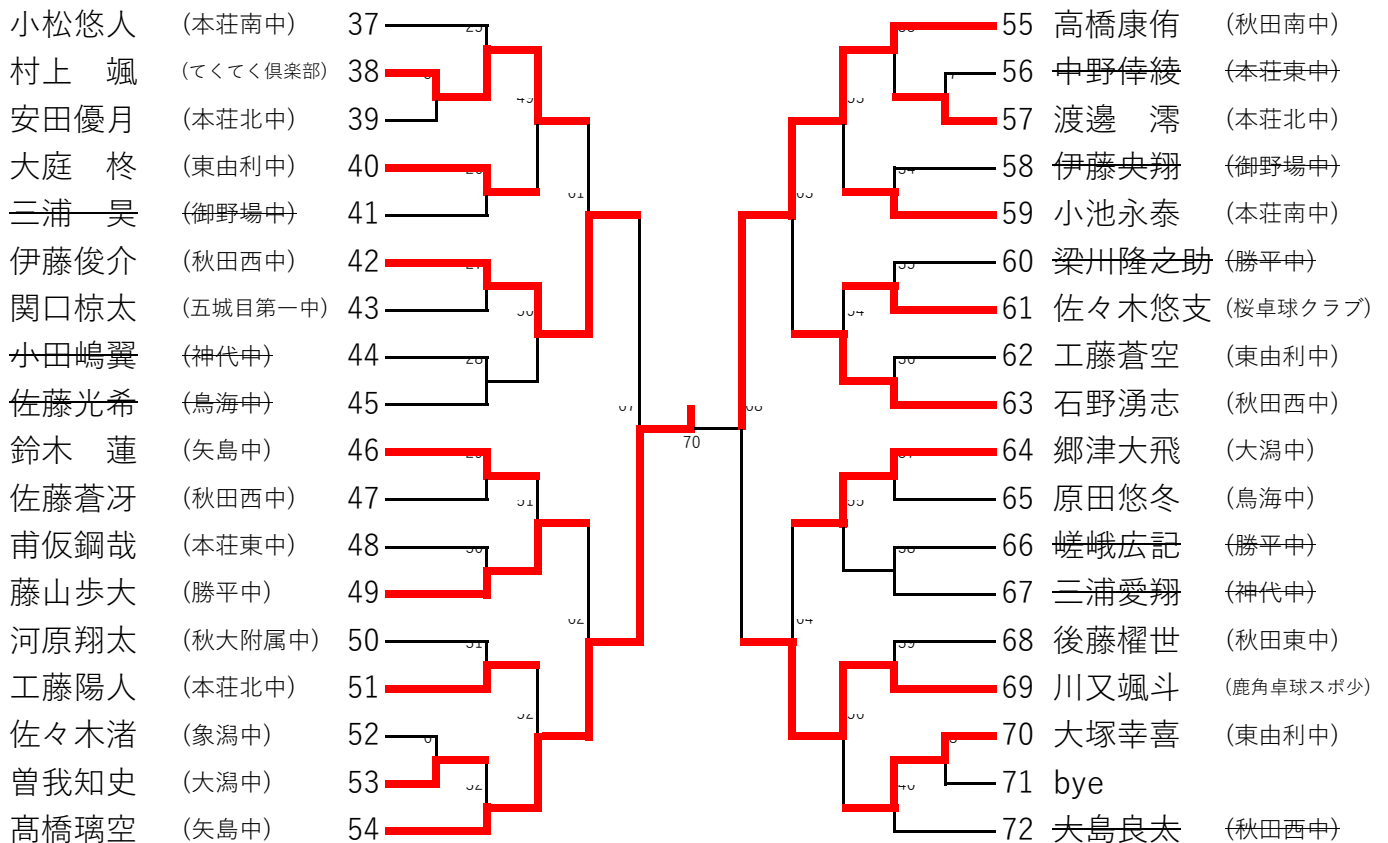 小松悠人 (本荘南中) 37
村上　颯 (てくてく倶楽部) 38
安田優月 (本荘北中) 39
大庭　柊 (東由利中) 40
三浦　昊 (御野場中) 41
伊藤俊介 (秋田西中) 42
関口椋太 (五城目第一中) 43
小田嶋翼 (神代中) 44
佐藤光希 (鳥海中) 45
鈴木　蓮 (矢島中) 46
佐藤蒼冴 (秋田西中) 47
甫仮鋼哉 (本荘東中) 48
藤山歩大 (勝平中) 49
河原翔太 (秋大附属中) 50
工藤陽人 (本荘北中) 51
佐々木渚 (象潟中) 52
曽我知史 (大潟中) 53
髙橋璃空 (矢島中) 54
70
55 高橋康侑 (秋田南中)
56 中野倖綾 (本荘東中)
57 渡邊　澪 (本荘北中)
58 伊藤央翔 (御野場中)
59 小池永泰 (本荘南中)
60 梁川隆之助 (勝平中)
61 佐々木悠支 (桜卓球クラブ)
62 工藤蒼空 (東由利中)
63 石野湧志 (秋田西中)
64 郷津大飛 (大潟中)
65 原田悠冬 (鳥海中)
66 嵯峨広記 (勝平中)
67 三浦愛翔 (神代中)
68 後藤櫂世 (秋田東中)
69 川又颯斗 (鹿角卓球スポ少)
70 大塚幸喜 (東由利中)
71 bye
72 大島良太 (秋田西中)